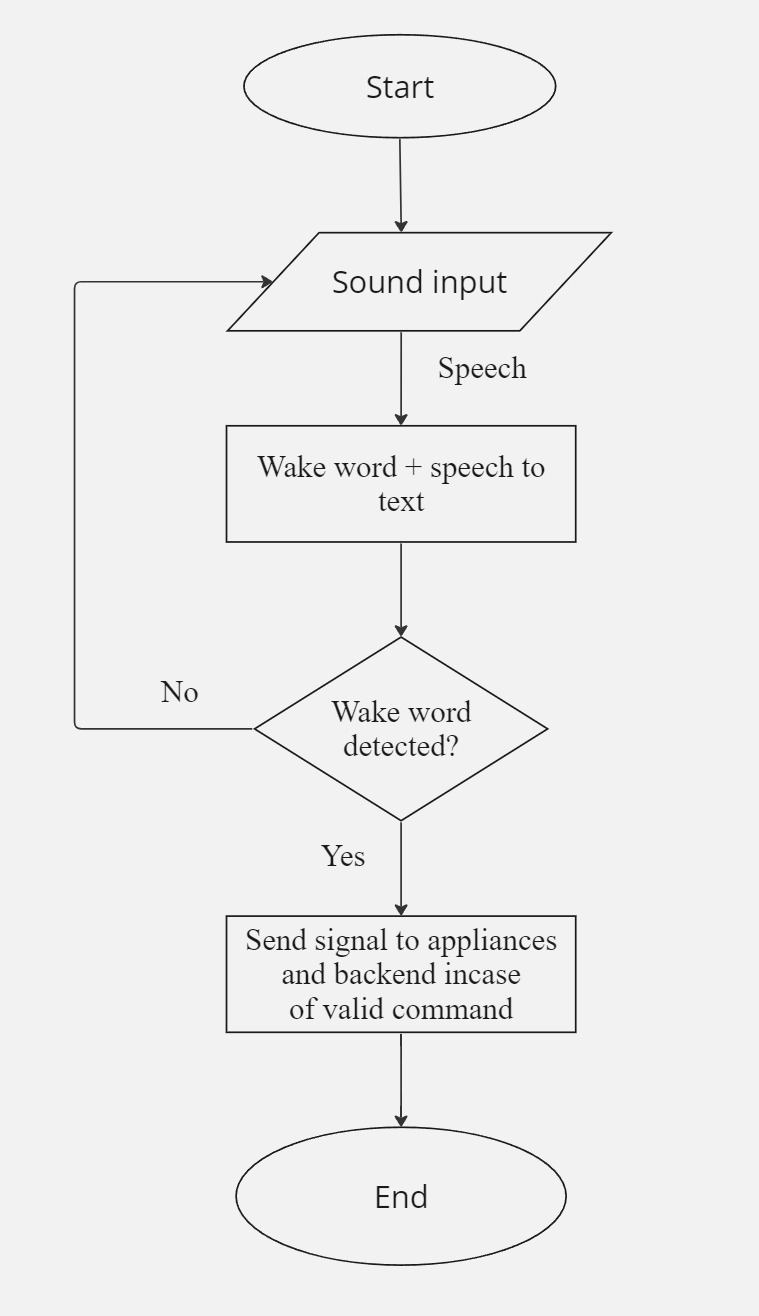 Start
Sound input
Speech
Wake word + speech to
text
No
Wake word
detected?
Yes
Send signal to appliances
and backend incase
of valid command
End